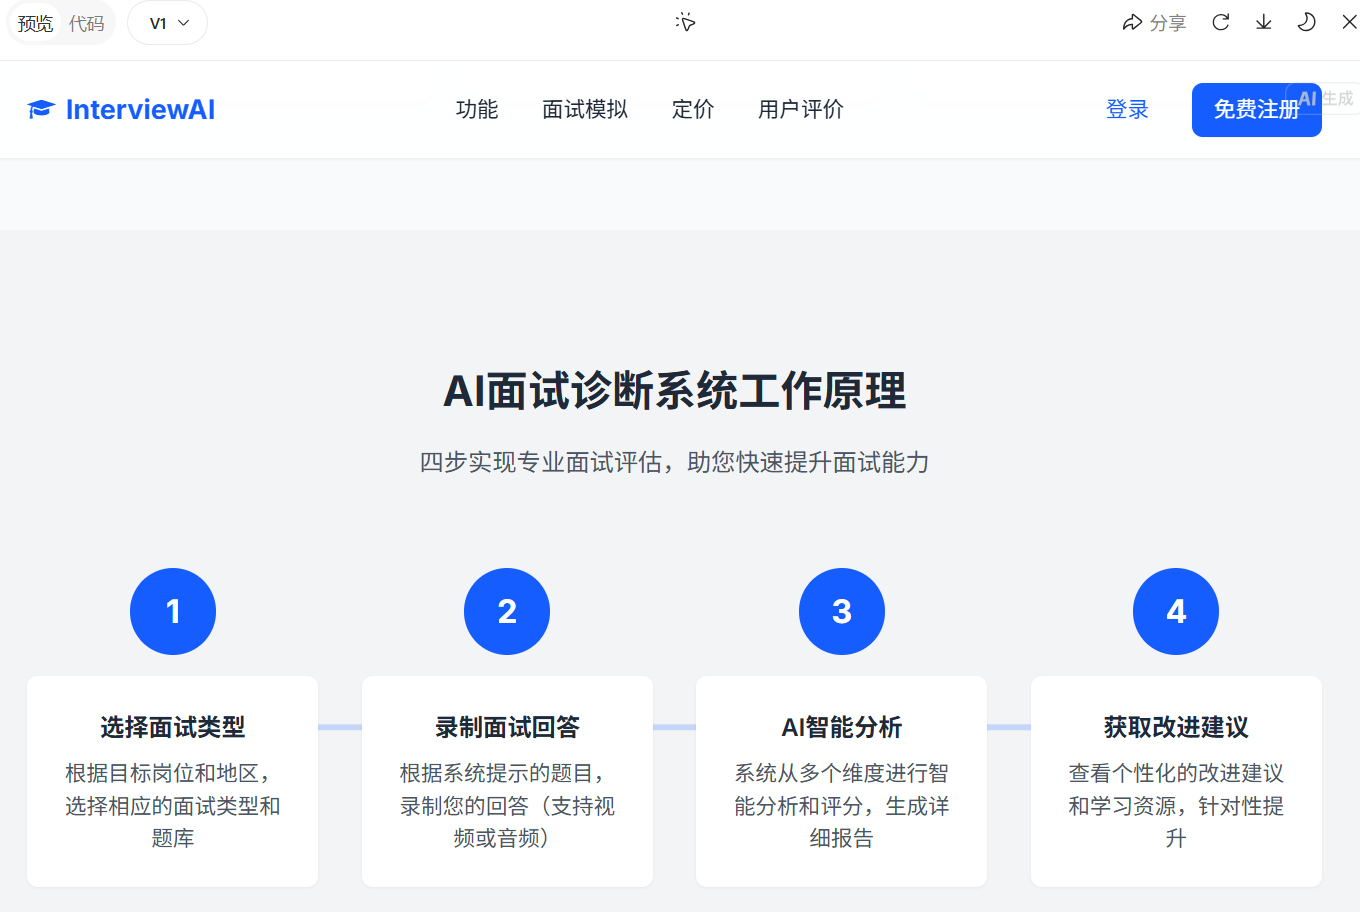 预览 代码 V1 分享
InterviewAI 功能 面试模拟 定价 用户评价 登录 免费注册 AI 生成
AI面试诊断系统工作原理
四步实现专业面试评估，助您快速提升面试能力
1 2 3 4
选择面试类型
根据目标岗位和地区，
选择相应的面试类型和
题库
录制面试回答
根据系统提示的题目，
录制您的回答（支持视
频或音频）
AI智能分析
系统从多个维度进行智
能分析和评分，生成详
细报告
获取改进建议
查看个性化的改进建议
和学习资源，针对性提
升